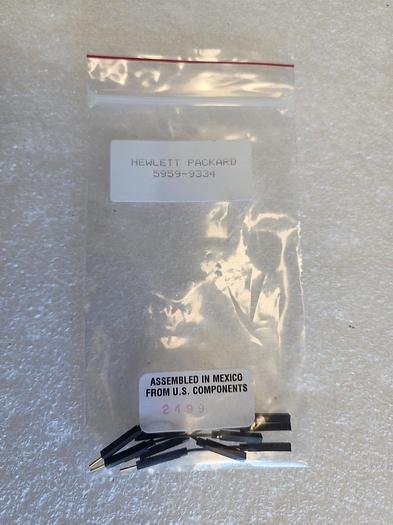 HEWLETT PACKARD
5959-9334
ASSEMBLED IN MEXICO
FROM U.S. COMPONENTS
2499